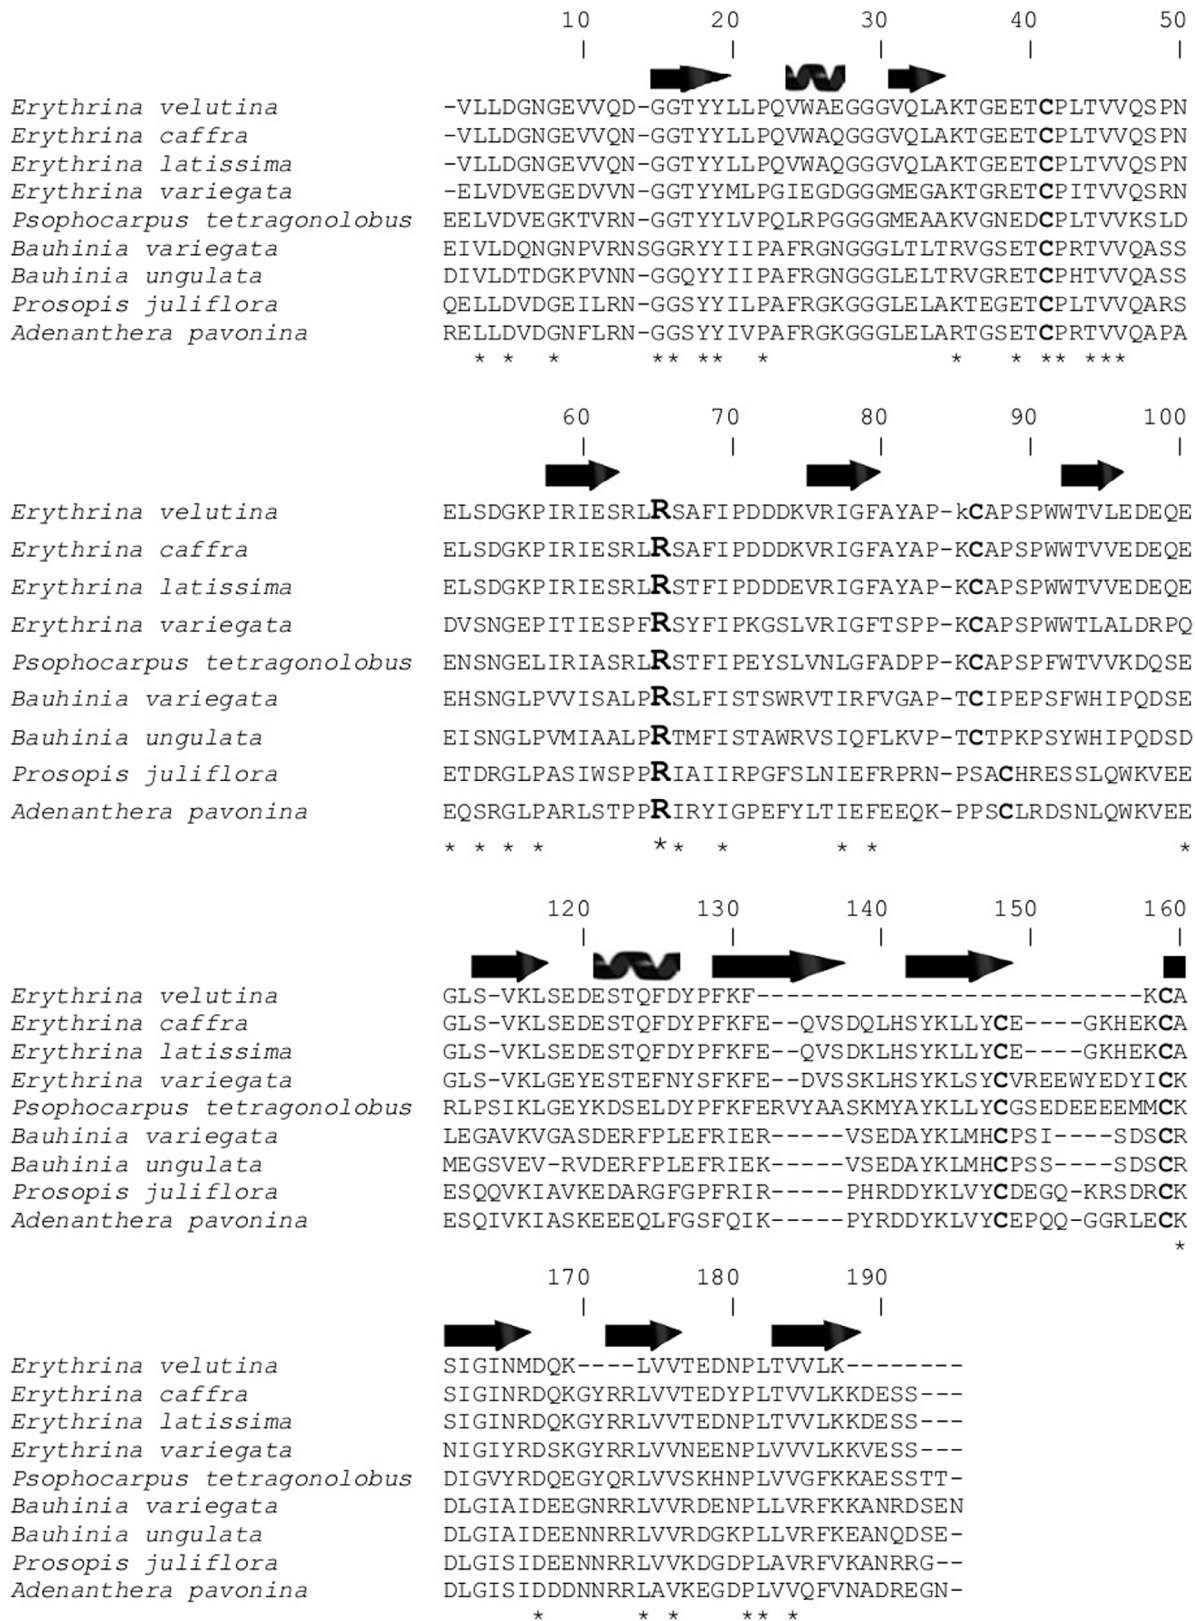 10 20 30 40 50
Erythrina velutina -VLLDGNGEVVQD-GGTYYLLPQVWAEGGGVQLAKTGEETCPLTVVQSPN
Erythrina caffra -VLLDGNGEVVQN-GGTYYLLPQVWAQGGGVQLAKTGEETCPLTVVQSPN
Erythrina latissima -VLLDGNGEVVQN-GGTYYLLPQVWAQGGGVQLAKTGEETCPLTVVQSPN
Erythrina variegata -ELVDVEGEDVVN-GGTYYMLPGIEGDGGGMEGAKTGRETCPITVVQSRN
Psophocarpus tetragonolobus EELVDVEGKTVRN-GGTYYLVPQLRPGGGGMEAAKVGNEDCPLTVVKSLD
Bauhinia variegata EIVLDQNGNPVRNSGGRYYIIPAFRGNGGGLTLTRVGSETCPRTVVQASS
Bauhinia ungulata DIVLDTDGKPVNN-GGQYYIIPAFRGNGGGLELTRVGRETCPHTVVQASS
Prosopis juliflora QELLDVDGEILRN-GGSYYILPAFRGKGGGLELAKTEGETCPLTVVQARS
Adenanthera pavonina RELLDVDGNFLRN-GGSYYIVPAFRGKGGGLELARTGSETCPRTVVQAPA
* * * ** ** * * * ** ***
60 70 80 90 100
Erythrina velutina ELSDGKPIRIESRLRSAFIPDDDKVRIGFAYAP-kCAPSPWWTVLEDEQE
Erythrina caffra ELSDGKPIRIESRLRSAFIPDDDKVRIGFAYAP-KCAPSPWWTVVEDEQE
Erythrina latissima ELSDGKPIRIESRLRSTFIPDDDEVRIGFAYAP-KCAPSPWWTVVEDEQE
Erythrina variegata DVSNGEPITIESPFRSYFIPKGSLVRIGFTSPP-KCAPSPWWTLALDRPQ
Psophocarpus tetragonolobus ENSNGELIRIASRLRSTFIPEYSLVNLGFADPP-KCAPSPFWTVVKDQSE
Bauhinia variegata EHSNGLPVVISALPRSLFISTSWRVTIRFVGAP-TCIPEPSFWHIPQDSE
Bauhinia ungulata EISNGLPVMIAALPRTMFISTAWRVSIQFLKVP-TCTPKPSYWHIPQDSD
Prosopis juliflora ETDRGLPASIWSPPRIAIIRPGFSLNIEFRPRN-PSACHRESSLQWKVEE
Adenanthera pavonina EQSRGLPARLSTPPRIRYIGPEFYLTIEFEEQK-PPSCLRDSNLQWKVEE
* * * * * * * * * *
120 130 140 150 160
Erythrina velutina GLS-VKLSEDESTQFDYPFKF--------------------------KCA
Erythrina caffra GLS-VKLSEDESTQFDYPFKFE--QVSDQLHSYKLLYCE----GKHEKCA
Erythrina latissima GLS-VKLSEDESTQFDYPFKFE--QVSDKLHSYKLLYCE----GKHEKCA
Erythrina variegata GLS-VKLGEYESTEFNYSFKFE--DVSSKLHSYKLSYCVREEWYEDYICK
Psophocarpus tetragonolobus RLPSIKLGEYKDSELDYPFKFERVYAASKMYAYKLLYCGSEDEEEEMMCK
Bauhinia variegata LEGAVKVGASDERFPLEFRIER-----VSEDAYKLMHCPSI----SDSCR
Bauhinia ungulata MEGSVEV-RVDERFPLEFRIEK-----VSEDAYKLMHCPSS----SDSCR
Prosopis juliflora ESQQVKIAVKEDARGFGPFRIR-----PHRDDYKLVYCDEGQ-KRSDRCK
Adenanthera pavonina ESQIVKIASKEEEQLFGSFQIK-----PYRDDYKLVYCEPQQ-GGRLECK
*
170 180 190
Erythrina velutina SIGINMDQK----LVVTEDNPLTVVLK--------
Erythrina caffra SIGINRDQKGYRRLVVTEDYPLTVVLKKDESS---
Erythrina latissima SIGINRDQKGYRRLVVTEDNPLTVVLKKDESS---
Erythrina variegata NIGIYRDSKGYRRLVVNEENPLVVVLKKVESS---
Psophocarpus tetragonolobus DIGVYRDQEGYQRLVVSKHNPLVVGFKKAESSTT-
Bauhinia variegata DLGIAIDEEGNRRLVVRDENPLLVRFKKANRDSEN
Bauhinia ungulata DLGIAIDEENNRRLVVRDGKPLLVRFKEANQDSE-
Prosopis juliflora DLGISIDEENNRRLVVKDGDPLAVRFVKANRRG--
Adenanthera pavonina DLGISIDDDNNRRLAVKEGDPLVVQFVNADREGN-
* * * ** *